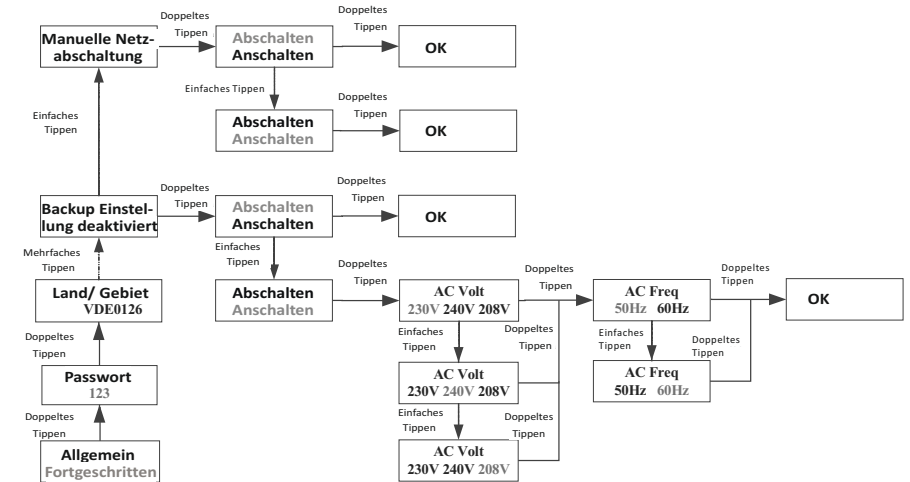 Doppeltes
Tippen
Doppeltes
Tippen
Manuelle Netz-
abschaltung
Abschalten
Anschalten
OK
Einfaches Tippen
Doppeltes
Tippen
Einfaches
Tippen
Abschalten
Anschalten
OK
Doppeltes
Tippen
Doppeltes
Tippen
Backup Einstel-
lung deaktiviert
Abschalten
Anschalten
OK
Mehrfaches
Tippen
Einfaches
Tippen
Doppeltes
Tippen
Doppeltes
Tippen
Doppeltes
Tippen
Land/ Gebiet
VDE0126
Abschalten
Anschalten
AC Volt
230V 240V 208V
AC Freq
50Hz 60Hz
OK
Doppeltes
Tippen
Einfaches
Tippen
Doppeltes
Tippen
Einfaches
Tippen
Doppeltes
Tippen
Passwort
123
AC Volt
230V 240V 208V
AC Freq
50Hz 60Hz
Doppeltes
Tippen
Einfaches
Tippen
Doppeltes
Tippen
Allgemein
Fortgeschritten
AC Volt
230V 240V 208V